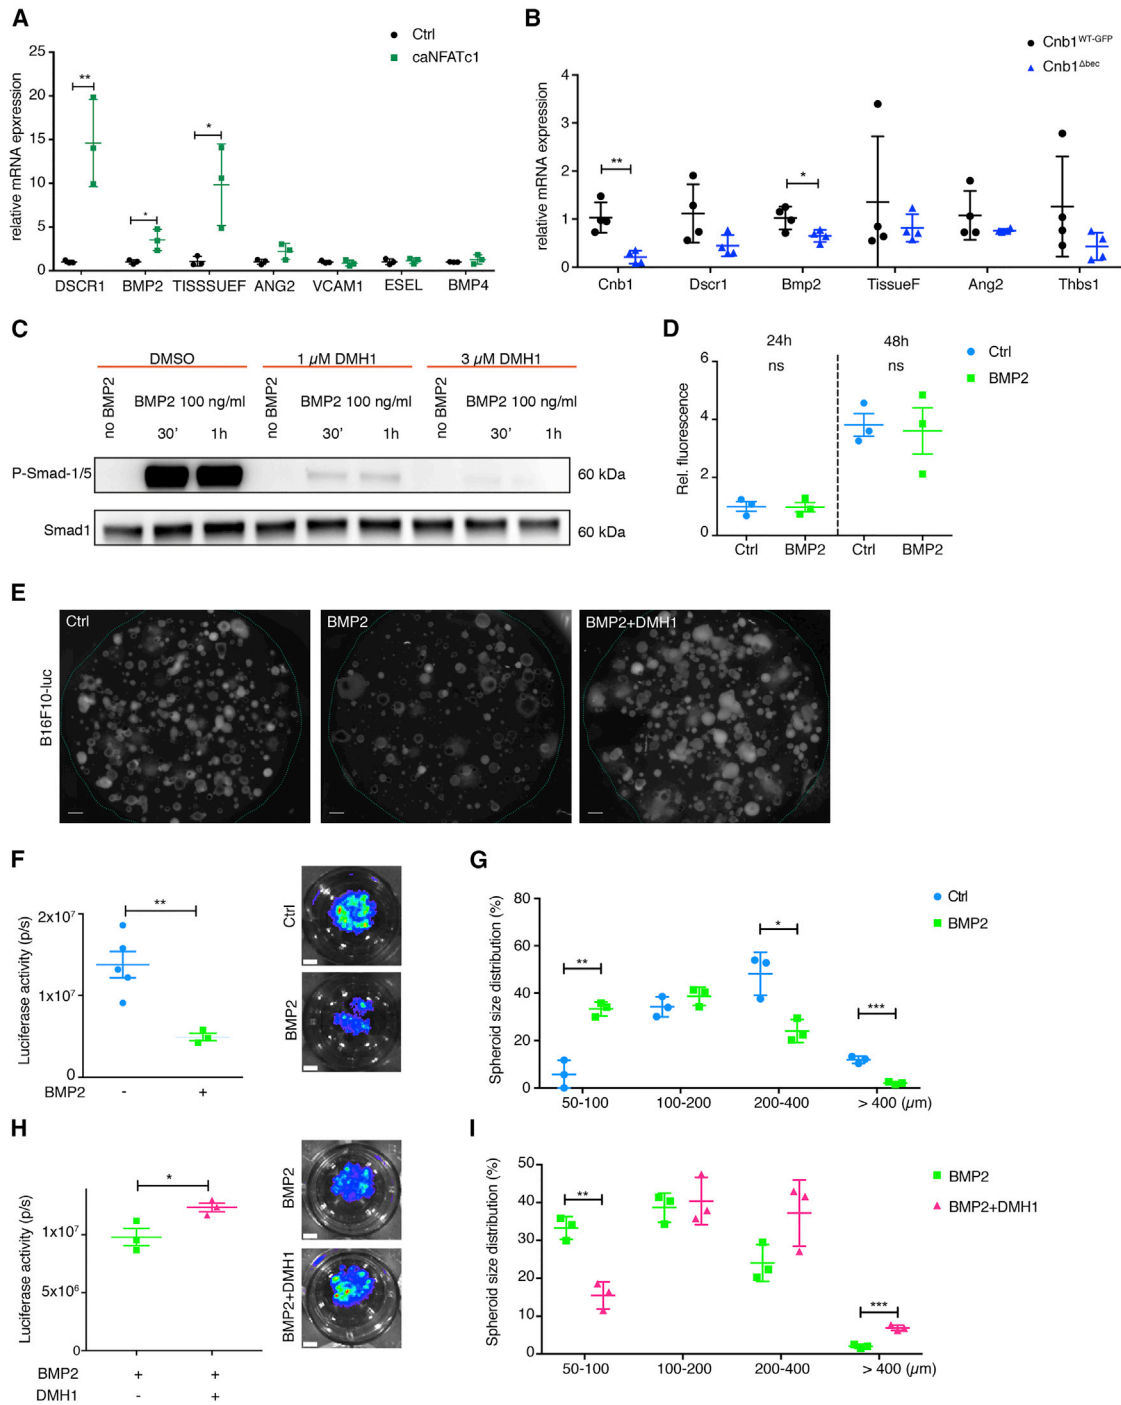 A
Ctrl
caNFATc1
relative mRNA epxression
25
20
15
10
5
0
**
*
*
DSCR1 BMP2 TISSSUEF ANG2 VCAM1 ESEL BMP4
B
Cnb1WT-GFP
Cnb1Δbec
relative mRNA expression
4
3
2
1
0
**
*
Cnb1 Dscr1 Bmp2 TissueF Ang2 Thbs1
C
DMSO 1 µM DMH1 3 µM DMH1
no BMP2 BMP2 100 ng/ml no BMP2 BMP2 100 ng/ml no BMP2 BMP2 100 ng/ml
30' 1h 30' 1h 30' 1h
P-Smad-1/5 60 kDa
Smad1 60 kDa
D
24h 48h
ns ns
Ctrl
BMP2
Rel. fluorescence
6
4
2
0
Ctrl BMP2 Ctrl BMP2
E
B16F10-luc
Ctrl BMP2 BMP2+DMH1
F
Luciferase activity (p/s)
2x10⁷
1x10⁷
0
**
BMP2 - +
Ctrl
BMP2
G
Spheroid size distribution (%)
80
60
40
20
0
** * ***
50-100 100-200 200-400 > 400 (µm)
Ctrl
BMP2
H
Luciferase activity (p/s)
1x10⁷
5x10⁶
0
*
BMP2 + +
DMH1 - +
BMP2
BMP2+DMH1
I
Spheroid size distribution (%)
50
40
30
20
10
0
** ***
50-100 100-200 200-400 > 400 (µm)
BMP2
BMP2+DMH1